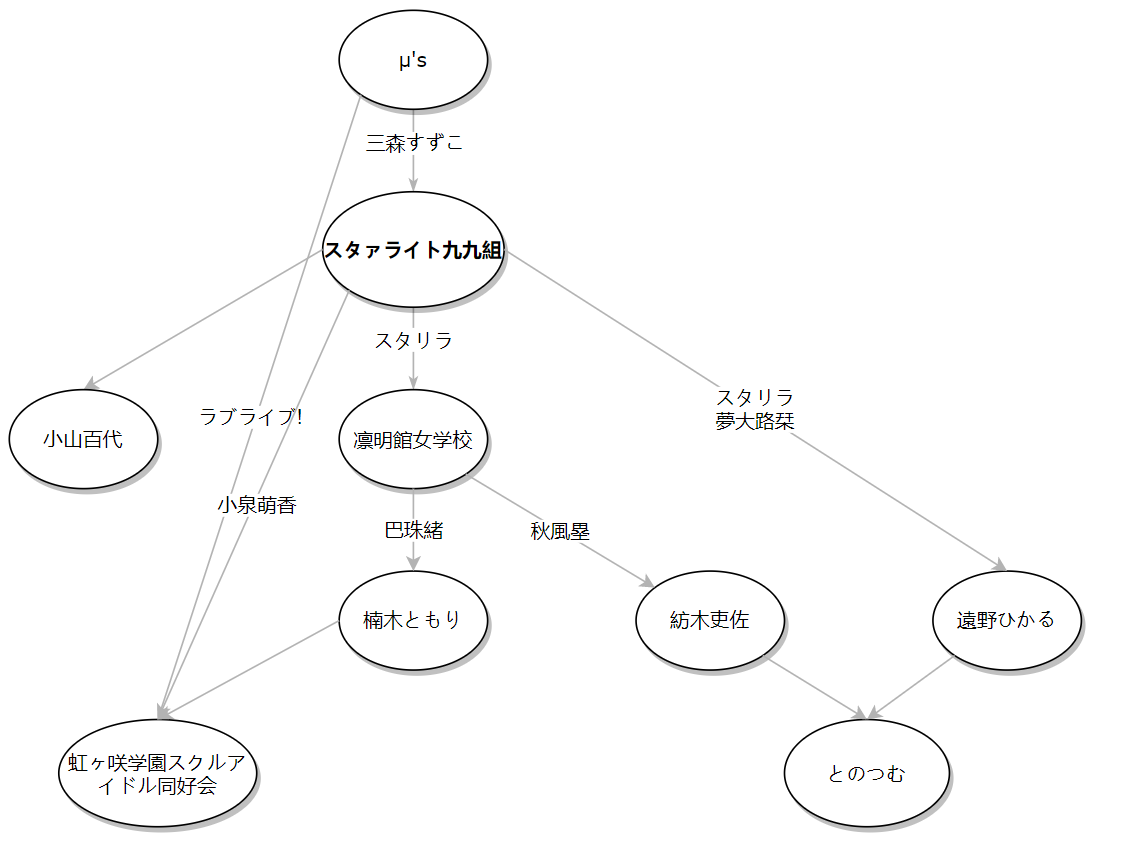 μ's
三森すずこ
スタァライト九九組
スタリラ
スタリラ
夢大路栞
ラブライブ!
小山百代
凛明館女学校
小泉萌香
巴珠緒
秋風塁
楠木ともり
紡木吏佐
遠野ひかる
虹ヶ咲学園スクルア
イドル同好会
とのつむ